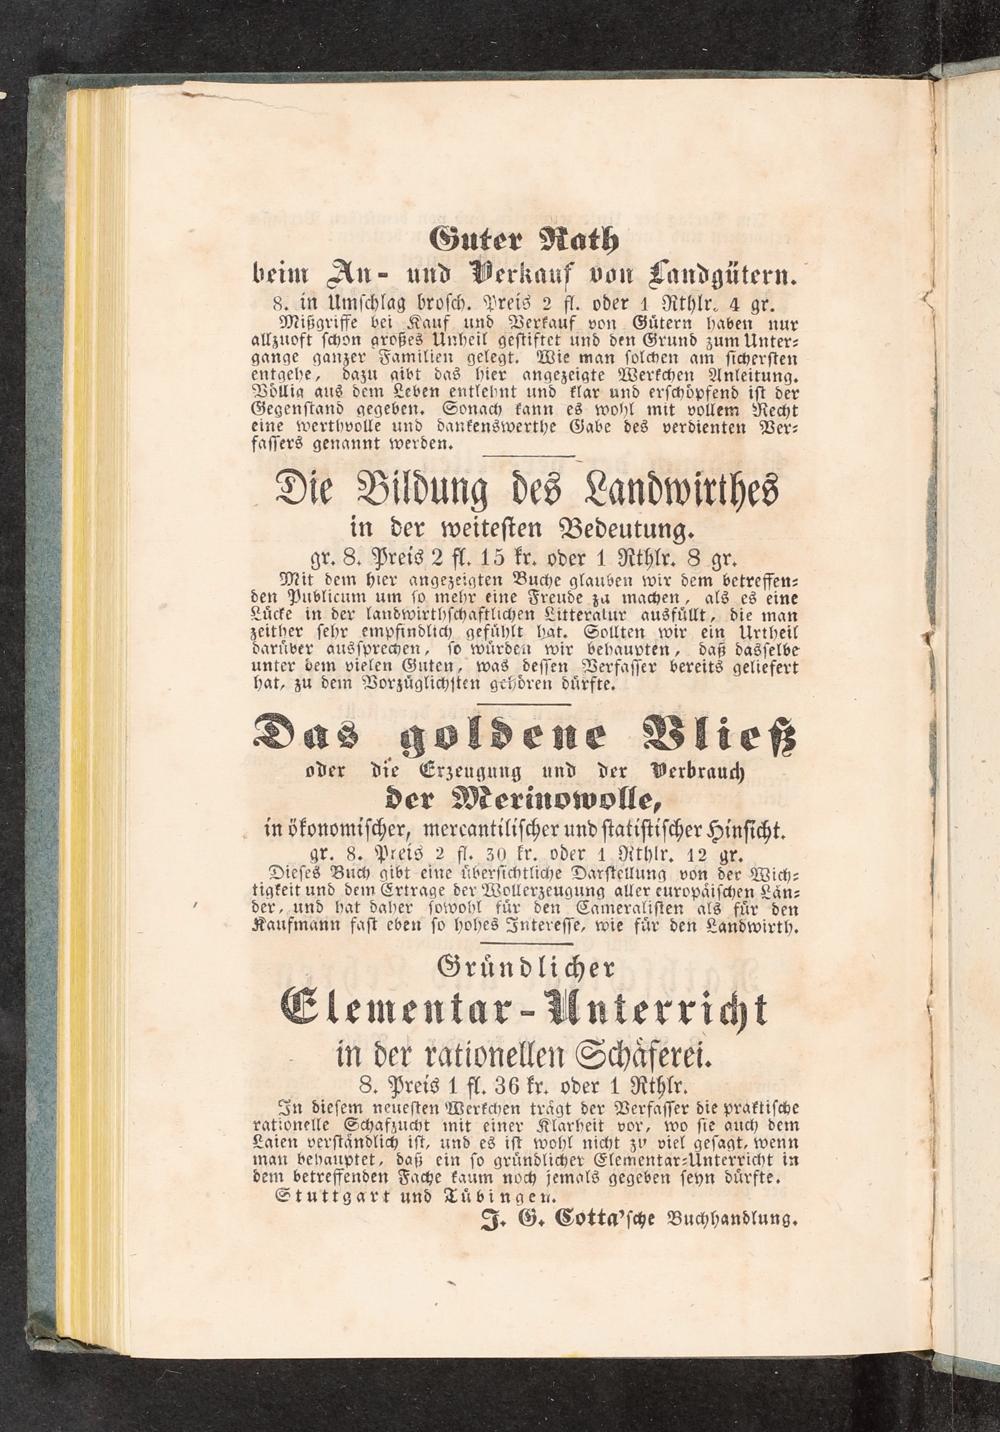 Guter Rath
beim An- und Verkauf von Landgütern.
8. in Umschlag brosch. Preis 2 fl. oder 1 Rthlr. 4 gr.
Mißgriffe bei Kauf und Verkauf von Gütern haben nur
allzuoft schon großes Unheil gestiftet und den Grund zum Unter-
gange ganzer Familien gelegt. Wie man solchen am sichersten
entgehe, dazu gibt das hier angezeigte Werkchen Anleitung.
Völlig aus dem Leben entlehnt und klar und erschöpfend ist der
Gegenstand gegeben. Sonach kann es wohl mit vollem Recht
eine werthvolle und dankenswerthe Gabe des verdienten Ver-
fassers genannt werden.
Die Bildung des Landwirthes
in der weitesten Bedeutung.
gr. 8. Preis 2 fl. 15 kr. oder 1 Rthlr. 8 gr.
Mit dem hier angezeigten Buche glauben wir dem betreffen-
den Publicum um so mehr eine Freude zu machen, als es eine
Lücke in der landwirthschaftlichen Litteratur ausfüllt, die man
zeither sehr empfindlich gefühlt hat. Sollten wir ein Urtheil
darüber aussprechen, so würden wir behaupten, daß dasselbe
unter dem vielen Guten, was dessen Verfasser bereits geliefert
hat, zu dem Vorzüglichsten gehören dürfte.
Das goldene Vließ
oder die Erzeugung und der Verbrauch
der Merinowolle,
in ökonomischer, mercantilischer und statistischer Hinsicht.
gr. 8. Preis 2 fl. 30 kr. oder 1 Rthlr. 12 gr.
Dieses Buch gibt eine übersichtliche Darstellung von der Wich-
tigkeit und dem Ertrage der Wollerzeugung aller europäischen Län-
der, und hat daher sowohl für den Cameralisten als für den
Kaufmann fast eben so hohes Interesse, wie für den Landwirth.
Gründlicher
Elementar-Unterricht
in der rationellen Schäferei.
8. Preis 1 fl. 36 kr. oder 1 Rthlr.
In diesem neuesten Werkchen trägt der Verfasser die praktische
rationelle Schafzucht mit einer Klarheit vor, wo sie auch dem
Laien verständlich ist, und es ist wohl nicht zu viel gesagt, wenn
man behauptet, daß ein so gründlicher Elementar-Unterricht in
dem betreffenden Fache kaum noch jemals gegeben seyn dürfte.
Stuttgart und Tübingen.
J. G. Cotta'sche Buchhandlung.